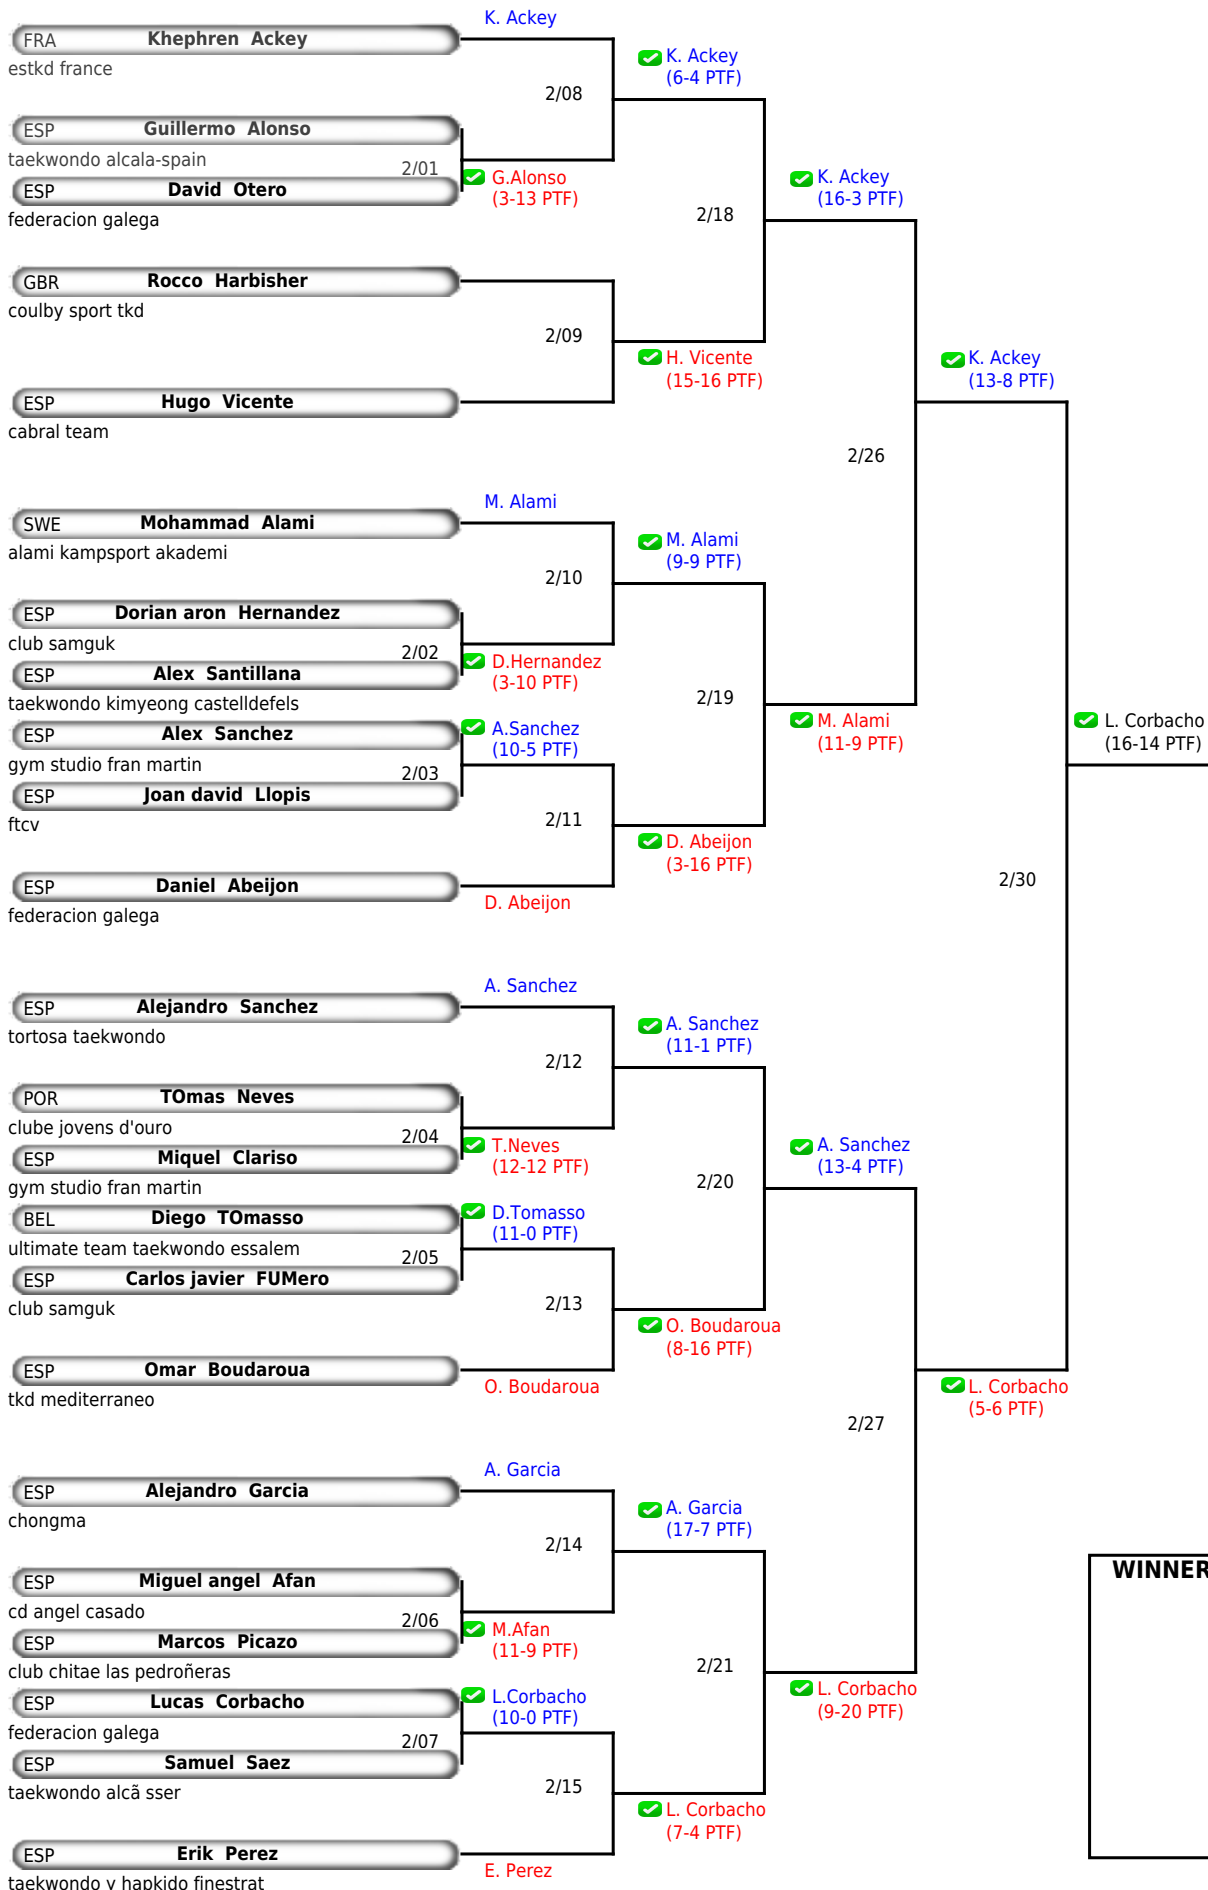 K. Ackey
FRA Khephren Ackey
estkd france
K. Ackey
(6-4 PTF)
2/08
ESP Guillermo Alonso
taekwondo alcala-spain
2/01
ESP David Otero
federacion galega
G.Alonso
(3-13 PTF)
K. Ackey
(16-3 PTF)
2/18
GBR Rocco Harbisher
coulby sport tkd
2/09
H. Vicente
(15-16 PTF)
ESP Hugo Vicente
cabral team
K. Ackey
(13-8 PTF)
2/26
M. Alami
SWE Mohammad Alami
alami kampsport akademi
M. Alami
(9-9 PTF)
2/10
ESP Dorian aron Hernandez
club samguk
2/02
ESP Alex Santillana
taekwondo kimyeong castelldefels
D.Hernandez
(3-10 PTF)
2/19
ESP Alex Sanchez
gym studio fran martin
2/03
ESP Joan david Llopis
ftcv
A.Sanchez
(10-5 PTF)
M. Alami
(11-9 PTF)
L. Corbacho
(16-14 PTF)
2/11
D. Abeijon
(3-16 PTF)
ESP Daniel Abeijon
federacion galega
D. Abeijon
2/30
A. Sanchez
ESP Alejandro Sanchez
tortosa taekwondo
A. Sanchez
(11-1 PTF)
2/12
POR TOmas Neves
clube jovens d'ouro
2/04
ESP Miquel Clariso
gym studio fran martin
T.Neves
(12-12 PTF)
A. Sanchez
(13-4 PTF)
2/20
BEL Diego TOmasso
ultimate team taekwondo essalem
2/05
ESP Carlos javier FUMero
club samguk
D.Tomasso
(11-0 PTF)
2/13
O. Boudaroua
(8-16 PTF)
ESP Omar Boudaroua
tkd mediterraneo
O. Boudaroua
L. Corbacho
(5-6 PTF)
2/27
A. Garcia
ESP Alejandro Garcia
chongma
A. Garcia
(17-7 PTF)
2/14
ESP Miguel angel Afan
cd angel casado
2/06
ESP Marcos Picazo
club chitae las pedroñeras
M.Afan
(11-9 PTF)
WINNER
2/21
ESP Lucas Corbacho
federacion galega
2/07
ESP Samuel Saez
taekwondo alcã sser
L.Corbacho
(10-0 PTF)
L. Corbacho
(9-20 PTF)
2/15
L. Corbacho
(7-4 PTF)
ESP Erik Perez
taekwondo y hapkido finestrat
E. Perez